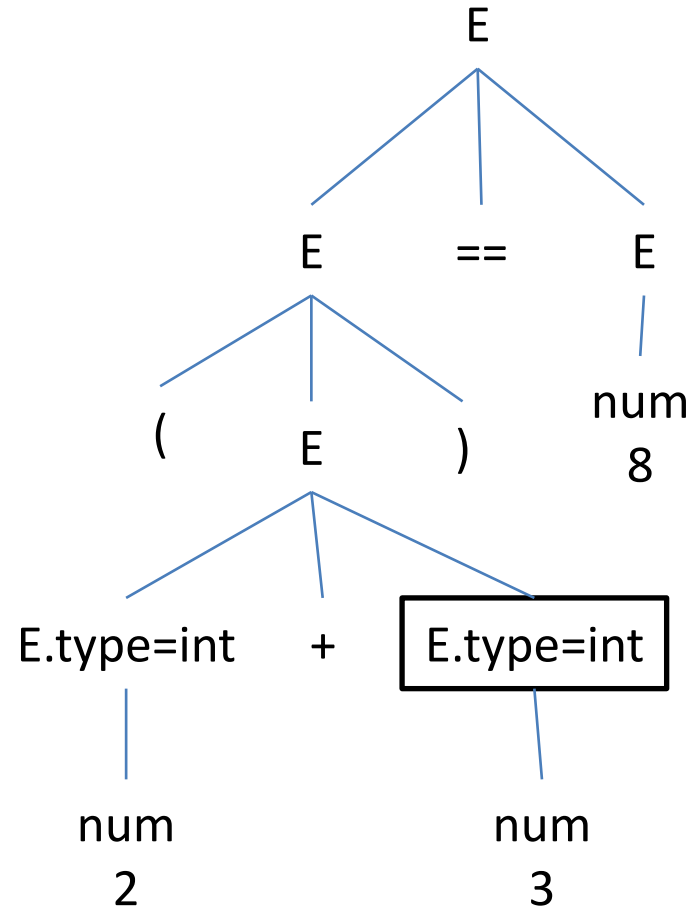 E
E == E
( E ) num
8
E.type=int + E.type=int
num num
2 3